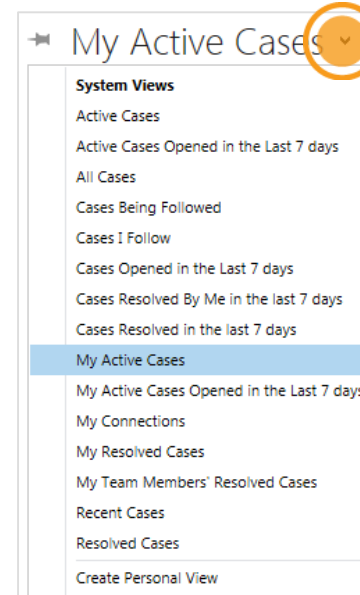 My Active Cases
System Views
Active Cases
Active Cases Opened in the Last 7 days
All Cases
Cases Being Followed
Cases I Follow
Cases Opened in the Last 7 days
Cases Resolved By Me in the last 7 days
Cases Resolved in the last 7 days
My Active Cases
My Active Cases Opened in the Last 7 days
My Connections
My Resolved Cases
My Team Members' Resolved Cases
Recent Cases
Resolved Cases
Create Personal View